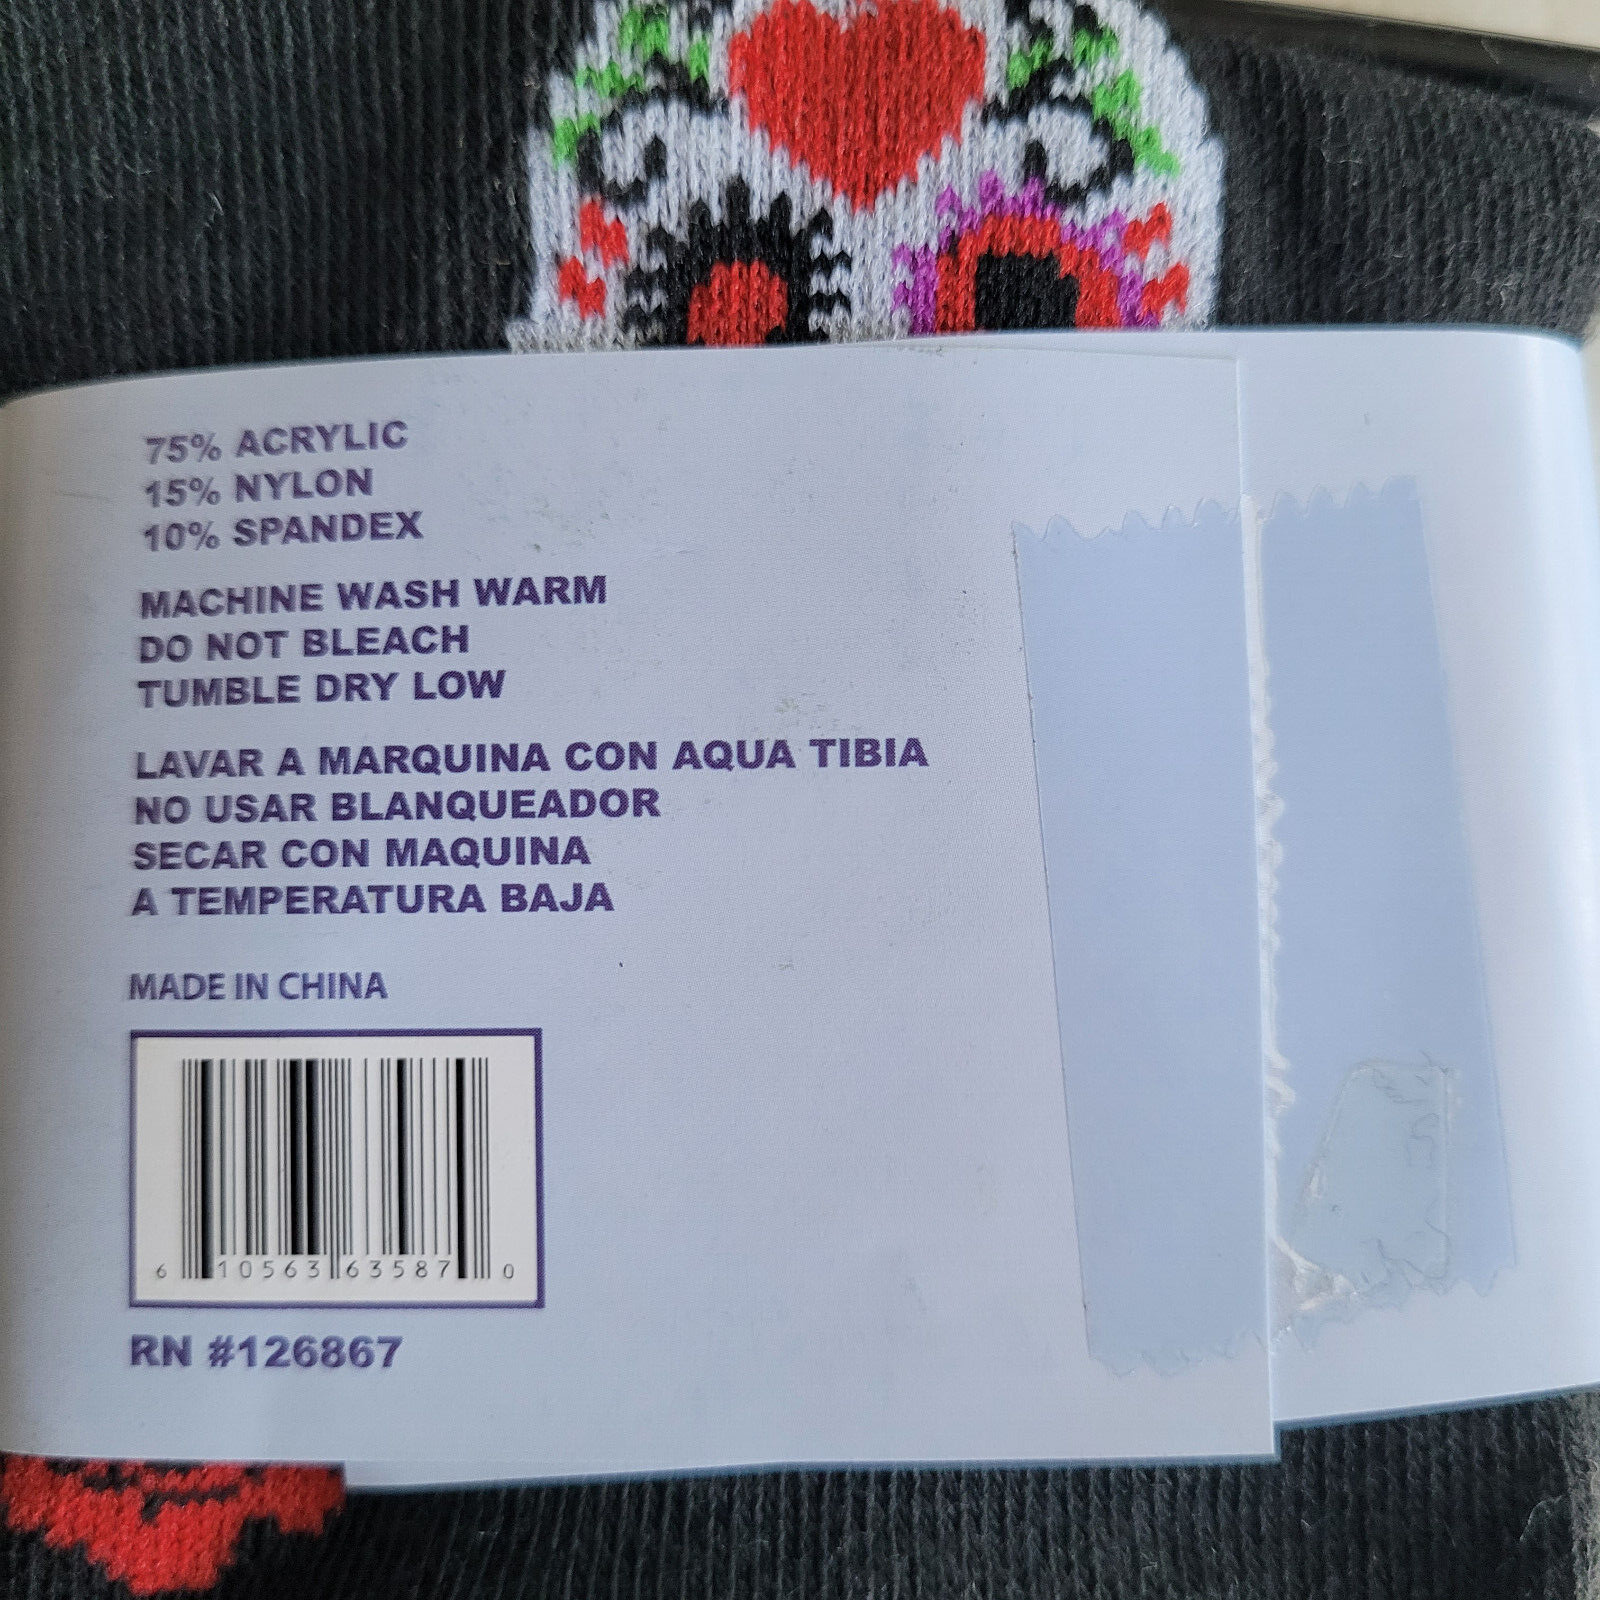 75% ACRYLIC
15% NYLON
10% SPANDEX
MACHINE WASH WARM
DO NOT BLEACH
TUMBLE DRY LOW
LAVAR A MARQUINA CON AQUA TIBIA
NO USAR BLANQUEADOR
SECAR CON MAQUINA
A TEMPERATURA BAJA
MADE IN CHINA
6 10563 63587 0
RN #126867